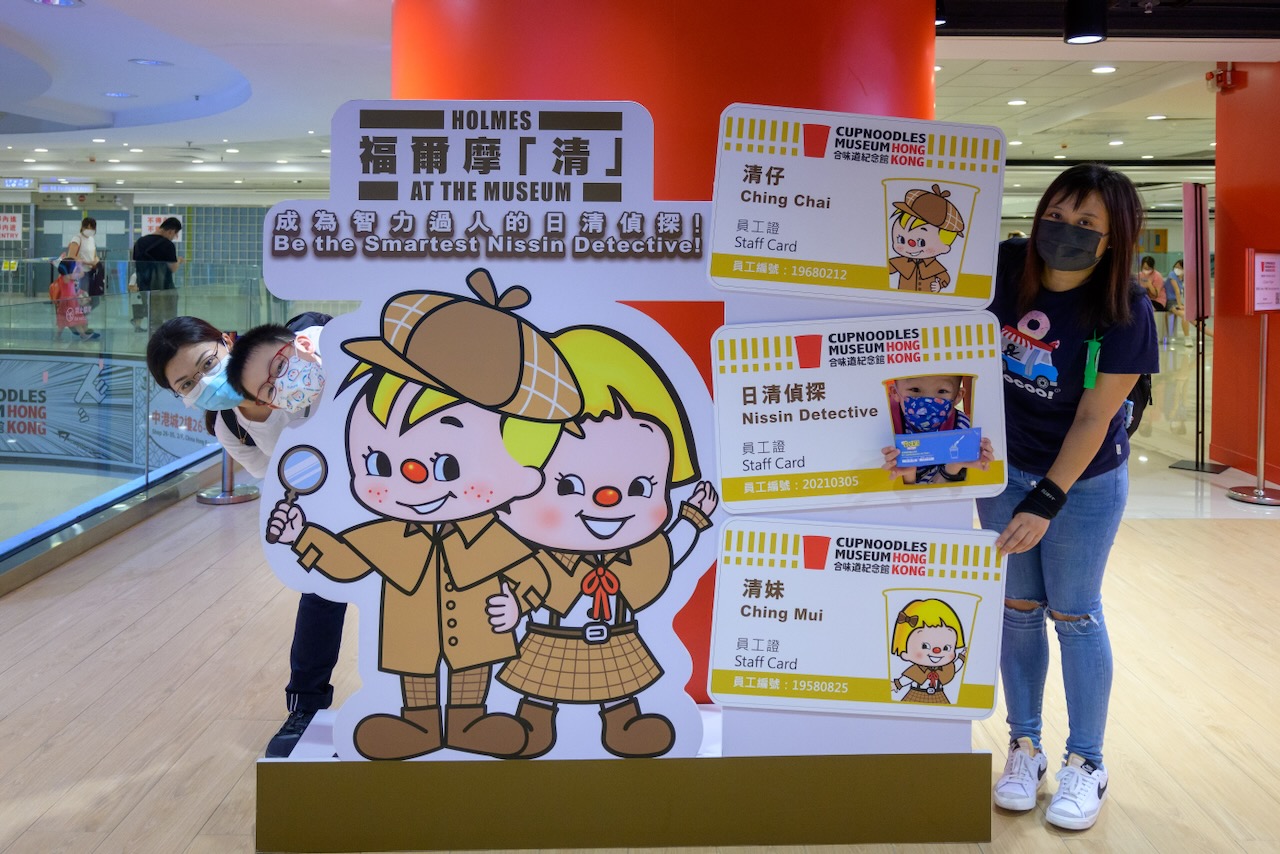 HOLMES
福爾摩「清」
AT THE MUSEUM
成為智力過人的日清偵探!
Be the Smartest Nissin Detective!
CUPNOODLES
MUSEUM HONG
合味道紀念館 KONG
清仔
Ching Chai
員工證
Staff Card
員工編號：19680212
CUPNOODLES
MUSEUM HONG
合味道紀念館 KONG
日清偵探
Nissin Detective
員工證
Staff Card
員工編號：20210305
CUPNOODLES
MUSEUM HONG
合味道紀念館 KONG
清妹
Ching Mui
員工證
Staff Card
員工編號：19580825
HONG
KONG